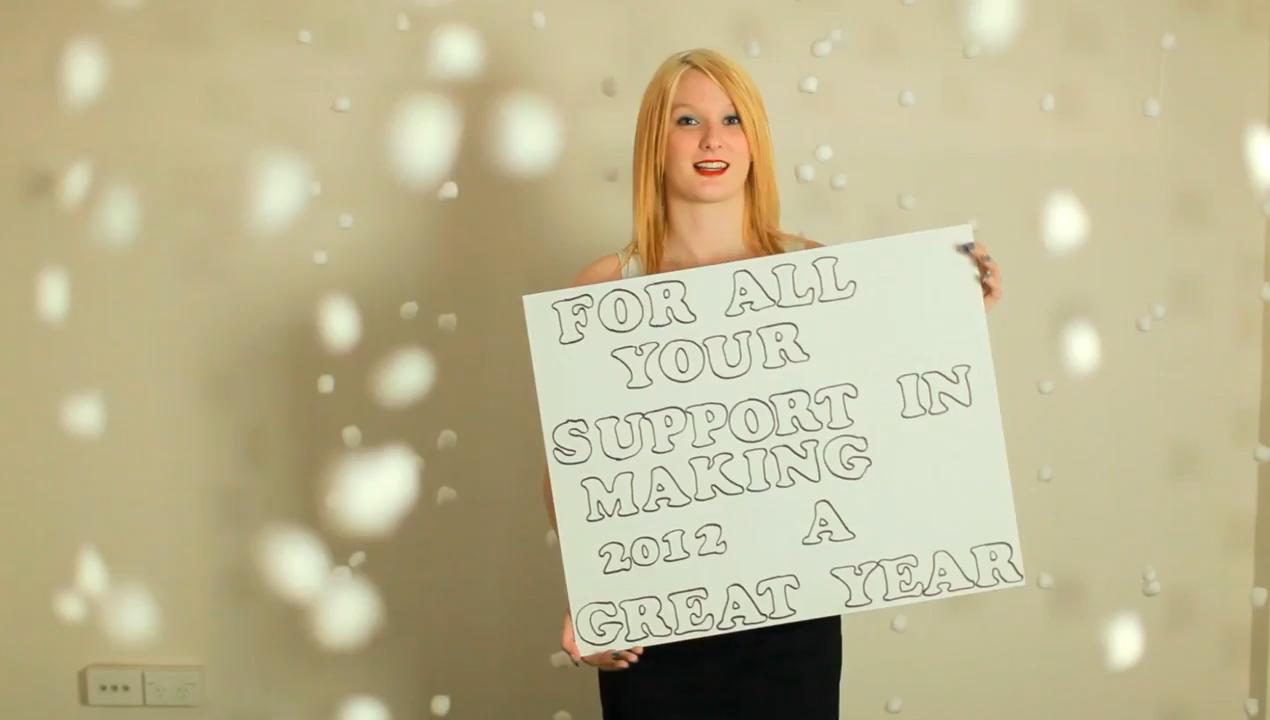 FOR ALL
YOUR
SUPPORT IN
MAKING
2012 A
GREAT YEAR